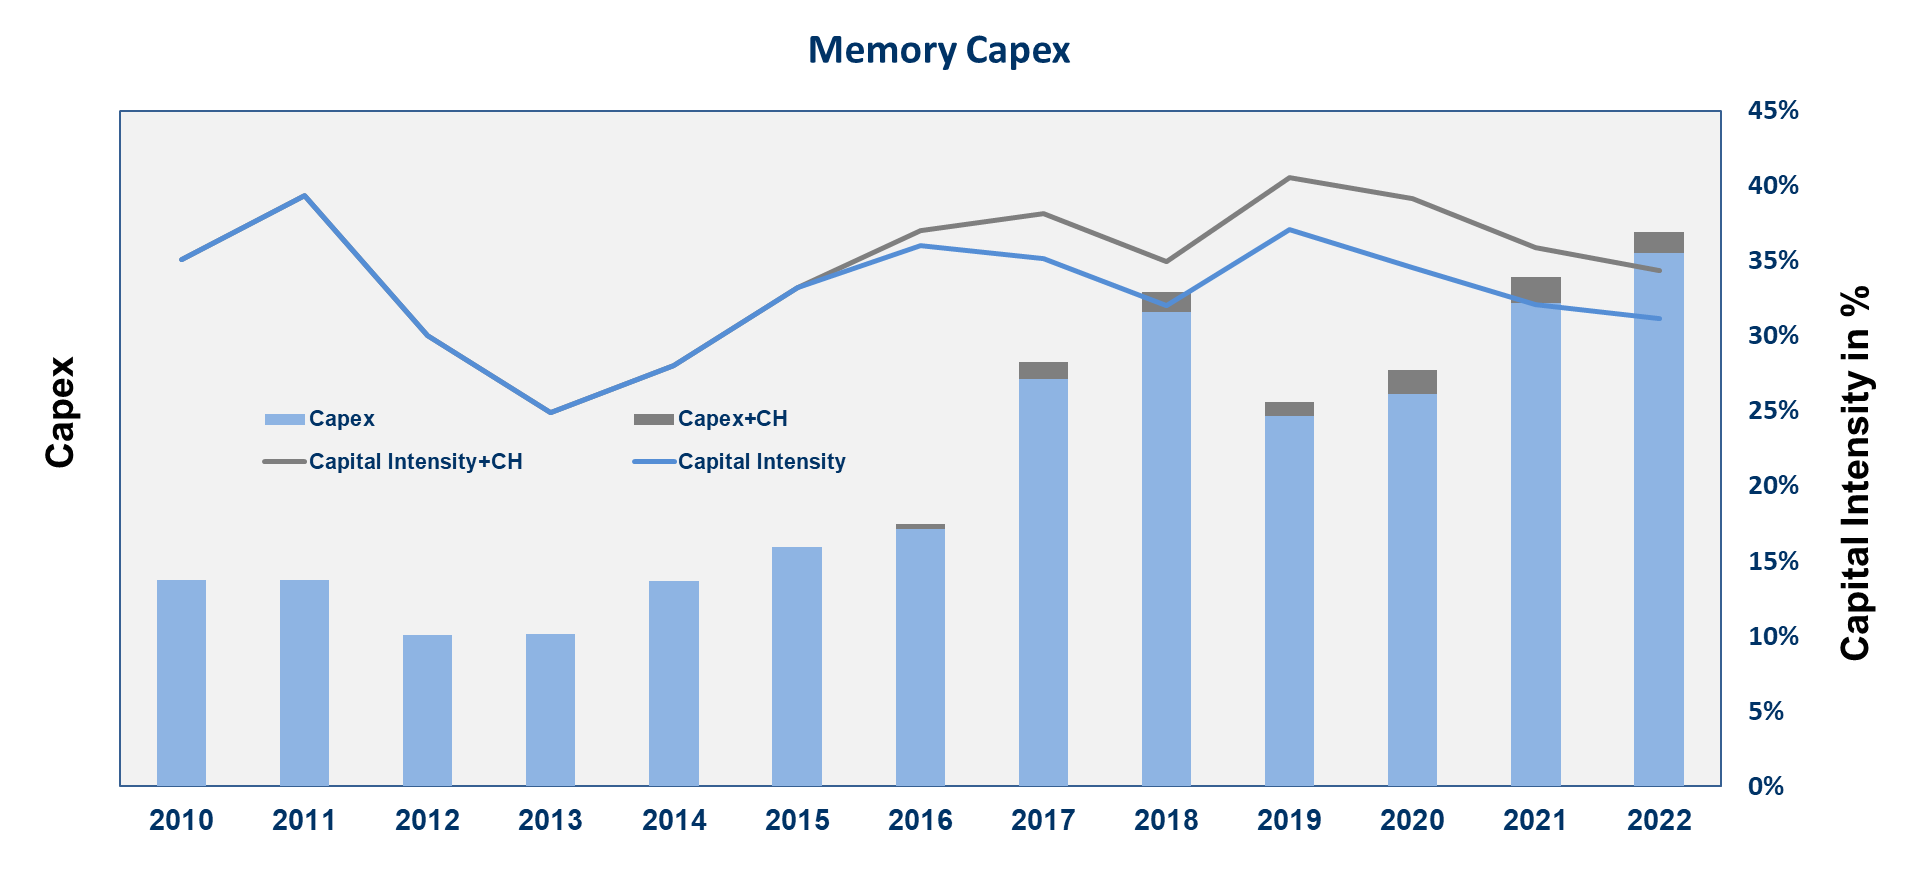 Memory Capex
Capex
45%
40%
35%
30%
25%
20%
15%
10%
5%
0%
Capital Intensity in %
Capex
Capex+CH
Capital Intensity+CH
Capital Intensity
2010 2011 2012 2013 2014 2015 2016 2017 2018 2019 2020 2021 2022